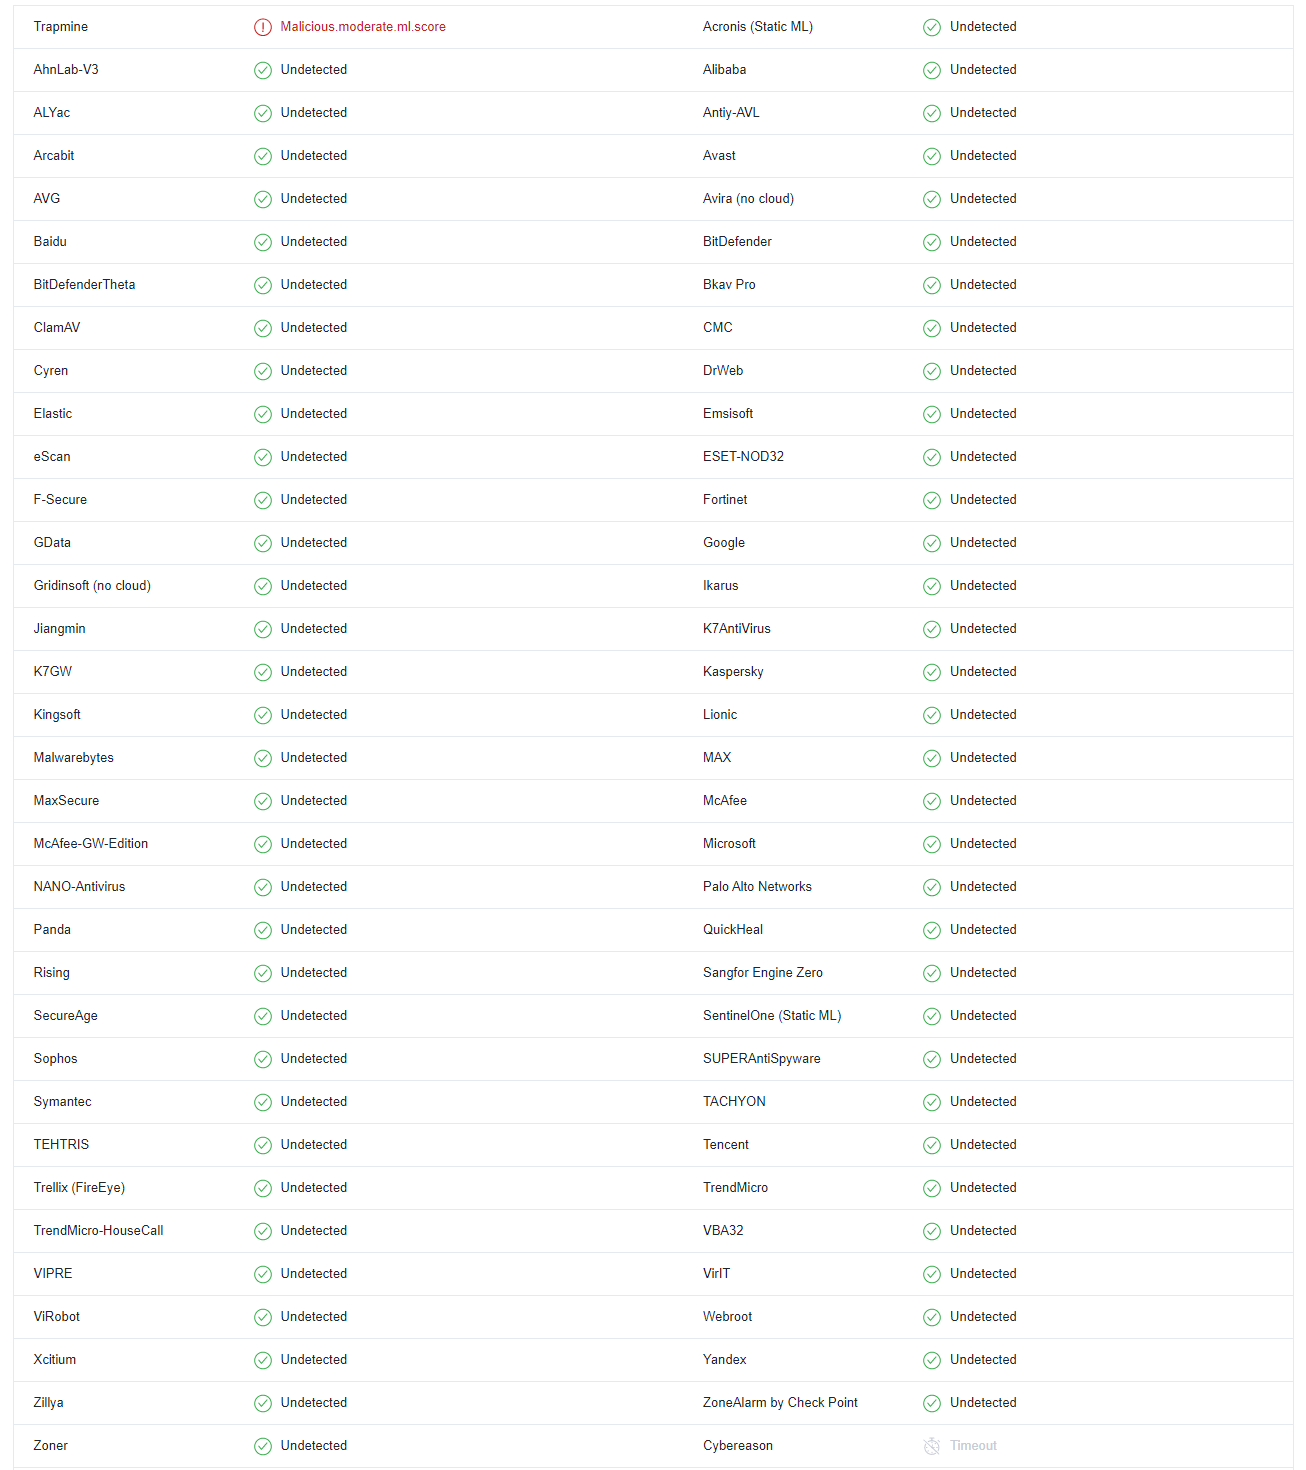 Trapmine Malicious.moderate.ml.score Acronis (Static ML) Undetected
AhnLab-V3 Undetected Alibaba Undetected
ALYac Undetected Antiy-AVL Undetected
Arcabit Undetected Avast Undetected
AVG Undetected Avira (no cloud) Undetected
Baidu Undetected BitDefender Undetected
BitDefenderTheta Undetected Bkav Pro Undetected
ClamAV Undetected CMC Undetected
Cyren Undetected DrWeb Undetected
Elastic Undetected Emsisoft Undetected
eScan Undetected ESET-NOD32 Undetected
F-Secure Undetected Fortinet Undetected
GData Undetected Google Undetected
Gridinsoft (no cloud) Undetected Ikarus Undetected
Jiangmin Undetected K7AntiVirus Undetected
K7GW Undetected Kaspersky Undetected
Kingsoft Undetected Lionic Undetected
Malwarebytes Undetected MAX Undetected
MaxSecure Undetected McAfee Undetected
McAfee-GW-Edition Undetected Microsoft Undetected
NANO-Antivirus Undetected Palo Alto Networks Undetected
Panda Undetected QuickHeal Undetected
Rising Undetected Sangfor Engine Zero Undetected
SecureAge Undetected SentinelOne (Static ML) Undetected
Sophos Undetected SUPERAntiSpyware Undetected
Symantec Undetected TACHYON Undetected
TEHTRIS Undetected Tencent Undetected
Trellix (FireEye) Undetected TrendMicro Undetected
TrendMicro-HouseCall Undetected VBA32 Undetected
VIPRE Undetected VirIT Undetected
ViRobot Undetected Webroot Undetected
Xcitium Undetected Yandex Undetected
Zillya Undetected ZoneAlarm by Check Point Undetected
Zoner Undetected Cybereason Timeout